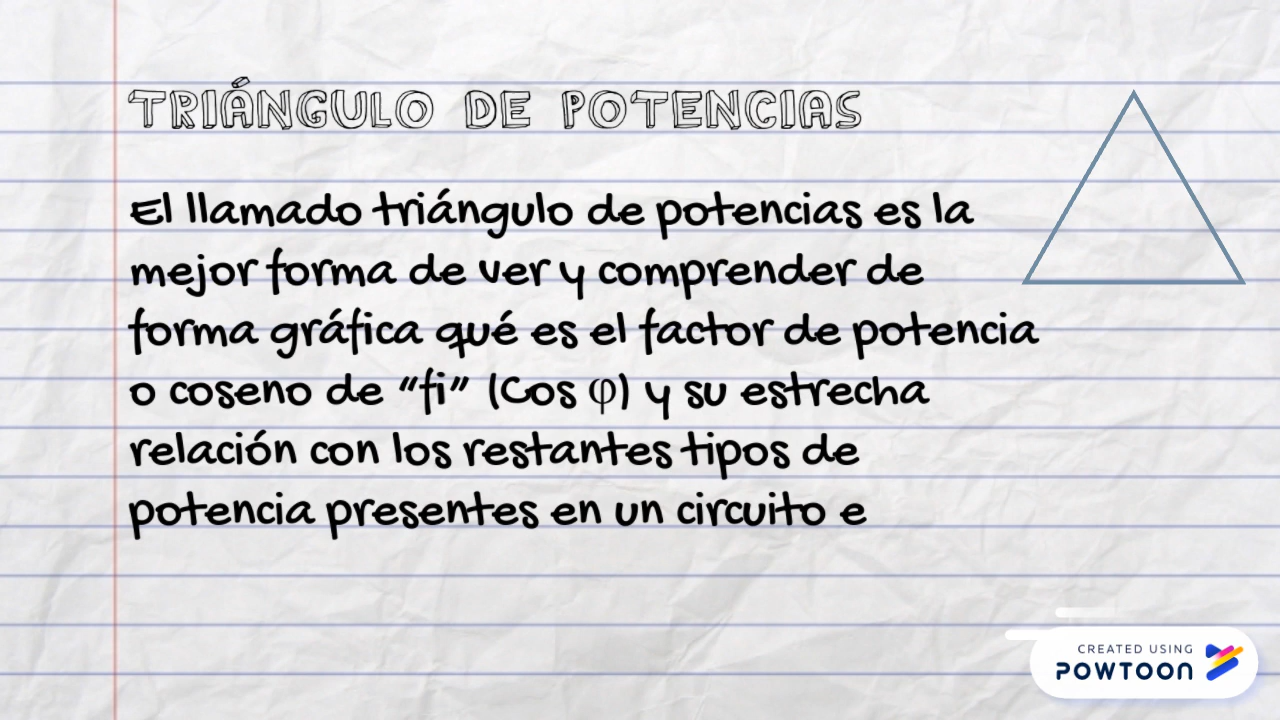 TRIÁNGULO DE POTENCIAS
El llamado triángulo de potencias es la
mejor forma de ver y comprender de
forma gráfica qué es el factor de potencia
o coseno de “fi” (Cos φ) y su estrecha
relación con los restantes tipos de
potencia presentes en un circuito e
CREATED USING
POWTOON